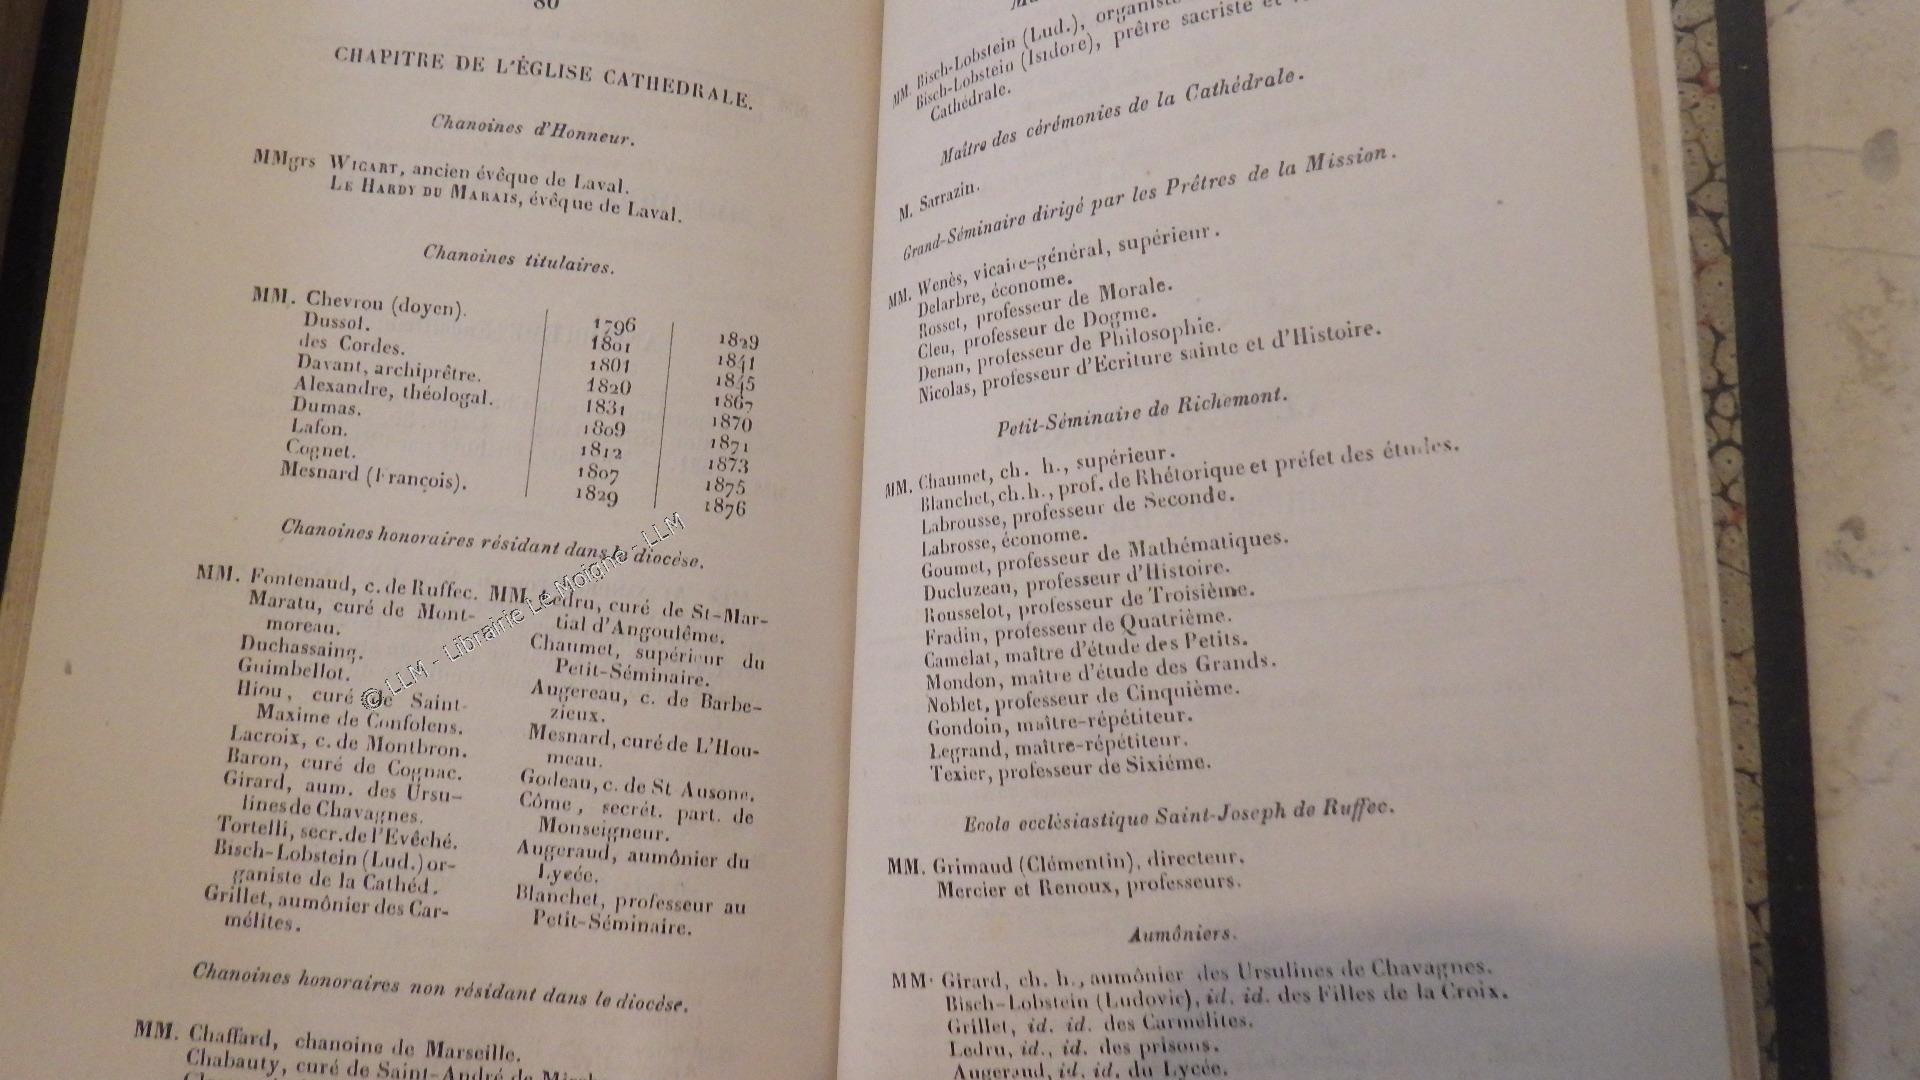 80
CHAPITRE DE L'ÉGLISE CATHEDRALE.
Chanoines d'Honneur.
MMgrs WICART, ancien évêque de Laval.
LE HARDY DU MARAIS, évêque de Laval.
Chanoines titulaires.
MM. Chevrou (doyen). 1796 1829
Dussol. 1801 1841
des Cordes. 1801 1845
Davant, archiprêtre. 1820 1867
Alexandre, théologal. 1831 1870
Dumas. 1809 1871
Lafon. 1812 1873
Cognet. 1807 1875
Mesnard (François). 1829 1876
Chanoines honoraires résidant dans le diocèse.
MM. Fontenaud, c. de Ruffec.
Maratu, curé de Mont-
moreau.
Duchassaing.
Guimbellot.
Hiou, curé de Saint-
Maxime de Confolens.
Lacroix, c. de Montbron.
Baron, curé de Cognac.
Girard, aum. des Ursu-
lines de Chavagnes.
Tortelli, secr. de l'Evêché.
Bisch-Lobstein (Lud.) or-
ganiste de la Cathéd.
Grillet, aumônier des Car-
mélites.
MM. Ledru, curé de St-Mar-
tial d'Angoulême.
Chaumet, supérieur du
Petit-Séminaire.
Augereau, c. de Barbe-
zieux.
Mesnard, curé de L'Hou-
meau.
Godeau, c. de St Ausone.
Côme, secrét. part. de
Monseigneur.
Augeraud, aumônier du
Lycée.
Blanchet, professeur au
Petit-Séminaire.
Chanoines honoraires non résidant dans le diocèse.
MM. Chaffard, chanoine de Marseille.
Chabauty, curé de Saint-André de
© LLM - Librairie Le Moigne - LLM
MM. Bisch-Lobstein (Lud.), organiste
Bisch-Lobstein (Isidore), prêtre sacriste et
Cathédrale.
Maître des cérémonies de la Cathédrale.
M. Sarrazin.
Grand-Séminaire dirigé par les Prêtres de la Mission.
MM. Wenès, vicaire-général, supérieur.
Delarbre, économe.
Rosset, professeur de Morale.
Cleu, professeur de Dogme.
Denan, professeur de Philosophie.
Nicolas, professeur d'Ecriture sainte et d'Histoire.
Petit-Séminaire de Richemont.
MM. Chaumet, ch. h., supérieur.
Blanchet, ch. h., prof. de Rhétorique et préfet des études.
Labrousse, professeur de Seconde.
Labrosse, économe.
Goumet, professeur de Mathématiques.
Ducluzeau, professeur d'Histoire.
Rousselot, professeur de Troisième.
Fradin, professeur de Quatrième.
Camélat, maître d'étude des Petits.
Mondon, maître d'étude des Grands.
Noblet, professeur de Cinquième.
Gondoin, maître-répétiteur.
Legrand, maître-répétiteur.
Texier, professeur de Sixiéme.
Ecole ecclésiastique Saint-Joseph de Ruffec.
MM. Grimaud (Clémentin), directeur.
Mercier et Renoux, professeurs.
Aumôniers.
MM. Girard, ch. h., aumônier des Ursulines de Chavagnes.
Bisch-Lobstein (Ludovic), id. id. des Filles de la Croix.
Grillet, id. id. des Carmélites.
Ledru, id., id. des prisons.
Augeraud, id. id. du Lycée.